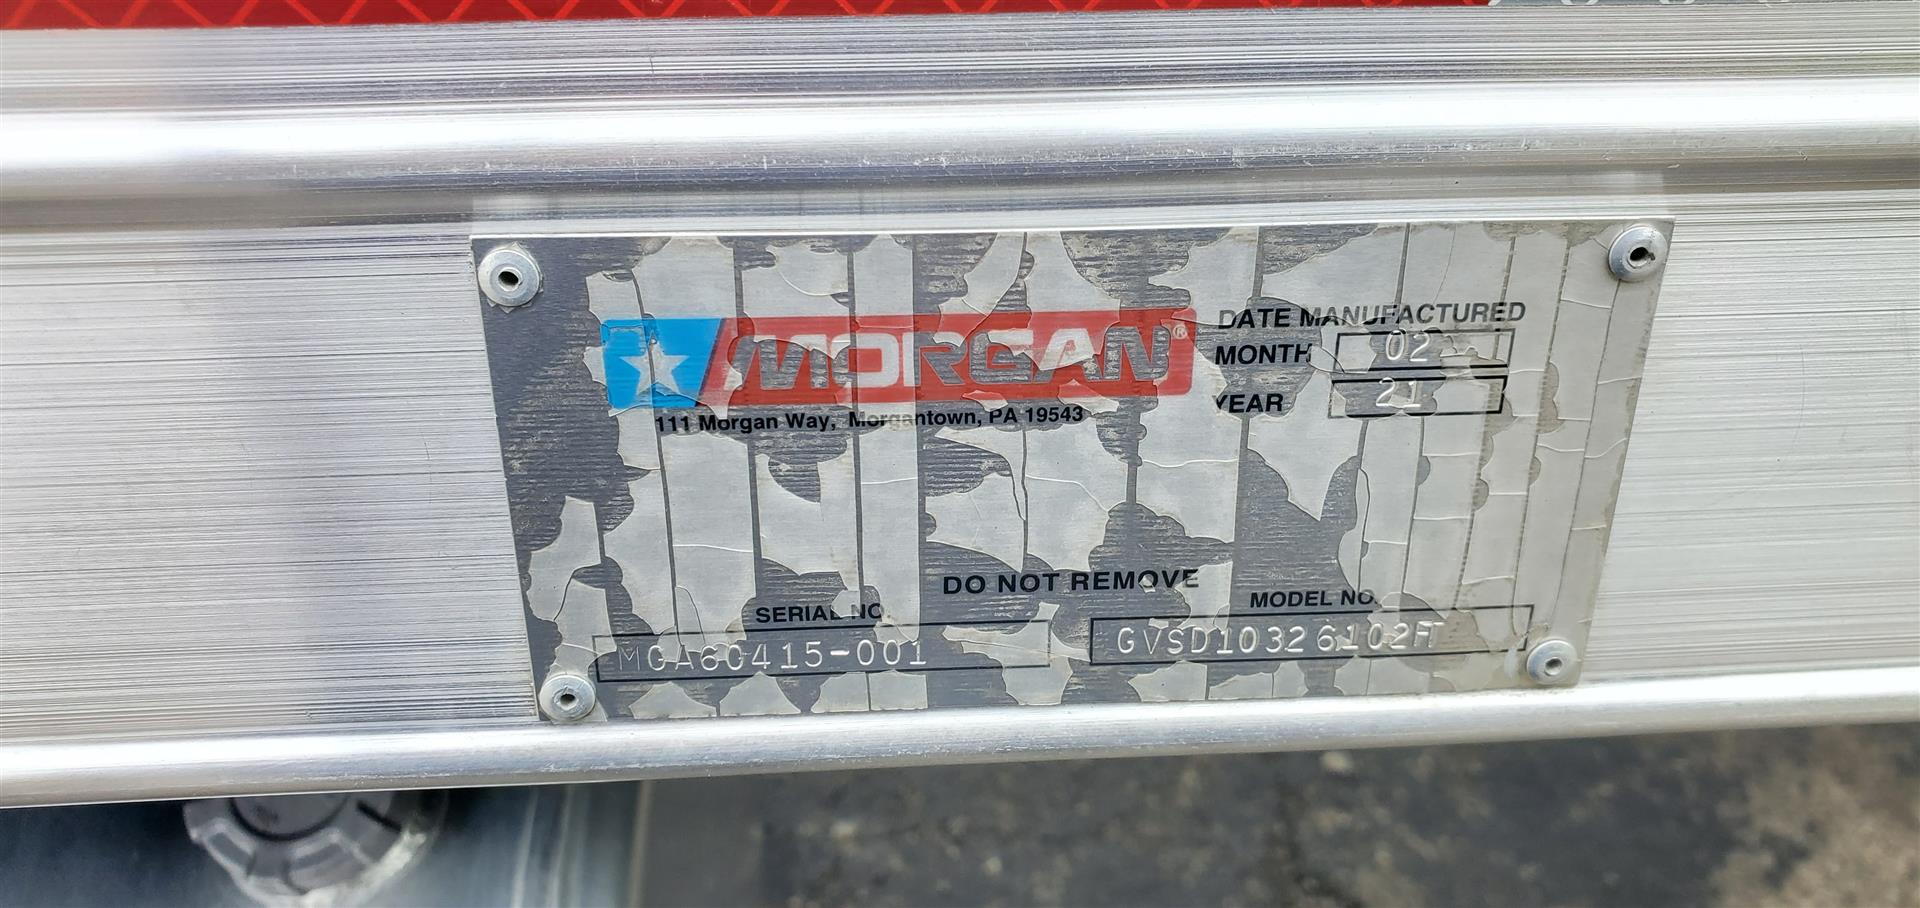 MORGAN®
111 Morgan Way, Morgantown, PA 19543
DATE MANUFACTURED
MONTH 02
YEAR 21
DO NOT REMOVE
SERIAL NO.
MGA60415-001
MODEL NO.